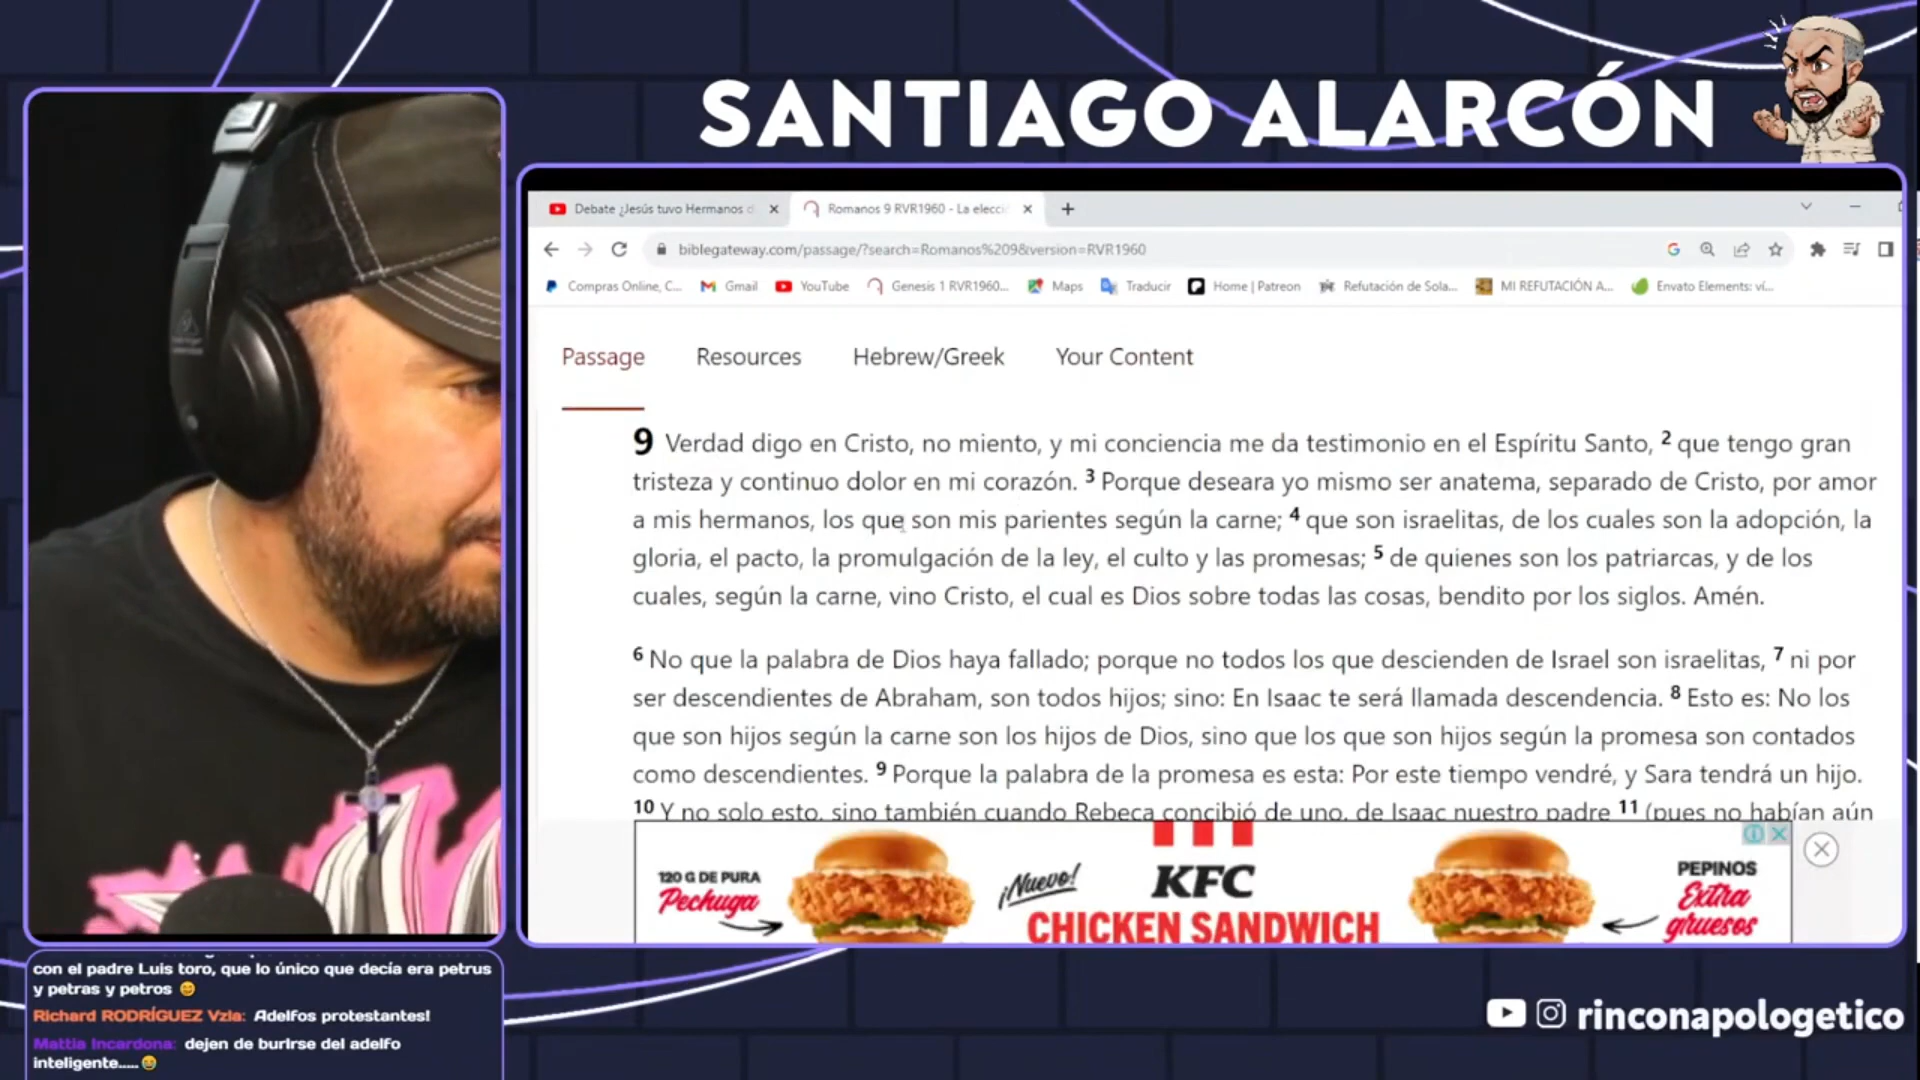 SANTIAGO ALARCÓN
Debate ¿Jesús tuvo Hermanos
Romanos 9 RVR1960 - La elecci
biblegateway.com/passage/?search=Romanos%209&version=RVR1960
Compras Online, C... Gmail YouTube Genesis 1 RVR1960... Maps Traducir Home | Patreon Refutación de Sola... MI REFUTACIÓN A... Envato Elements: ví...
Passage Resources Hebrew/Greek Your Content
9 Verdad digo en Cristo, no miento, y mi conciencia me da testimonio en el Espíritu Santo, 2 que tengo gran
tristeza y continuo dolor en mi corazón. 3 Porque deseara yo mismo ser anatema, separado de Cristo, por amor
a mis hermanos, los que son mis parientes según la carne; 4 que son israelitas, de los cuales son la adopción, la
gloria, el pacto, la promulgación de la ley, el culto y las promesas; 5 de quienes son los patriarcas, y de los
cuales, según la carne, vino Cristo, el cual es Dios sobre todas las cosas, bendito por los siglos. Amén.
6 No que la palabra de Dios haya fallado; porque no todos los que descienden de Israel son israelitas, 7 ni por
ser descendientes de Abraham, son todos hijos; sino: En Isaac te será llamada descendencia. 8 Esto es: No los
que son hijos según la carne son los hijos de Dios, sino que los que son hijos según la promesa son contados
como descendientes. 9 Porque la palabra de la promesa es esta: Por este tiempo vendré, y Sara tendrá un hijo.
10 Y no solo esto, sino también cuando Rebeca concibió de uno, de Isaac nuestro padre 11 (pues no habían aún
120 G DE PURA
Pechuga
¡Nuevo!
KFC
CHICKEN SANDWICH
PEPINOS
Extra
gruesos
con el padre Luis toro, que lo único que decía era petrus
y petras y petros
Richard RODRÍGUEZ Vzla: Adelfos protestantes!
Mattia Incardona: dejen de burlrse del adelfo
inteligente.....
rinconapologetico